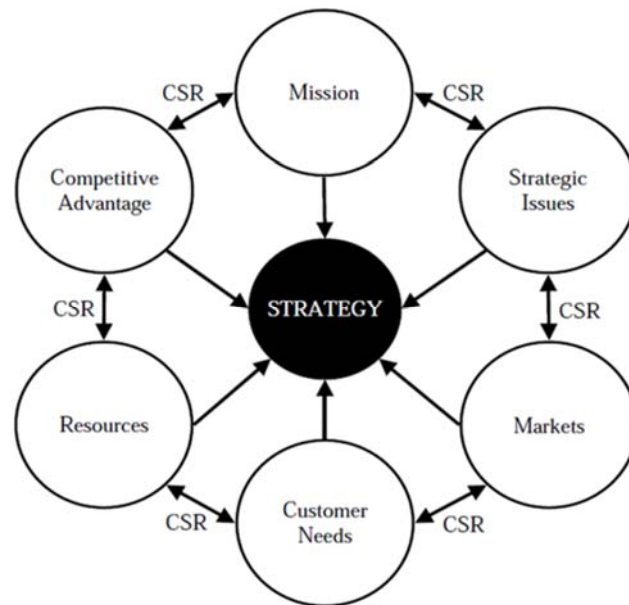 CSR
Mission
CSR
Competitive
Advantage
Strategic
Issues
CSR
STRATEGY
CSR
Resources
Markets
CSR
Customer
Needs
CSR